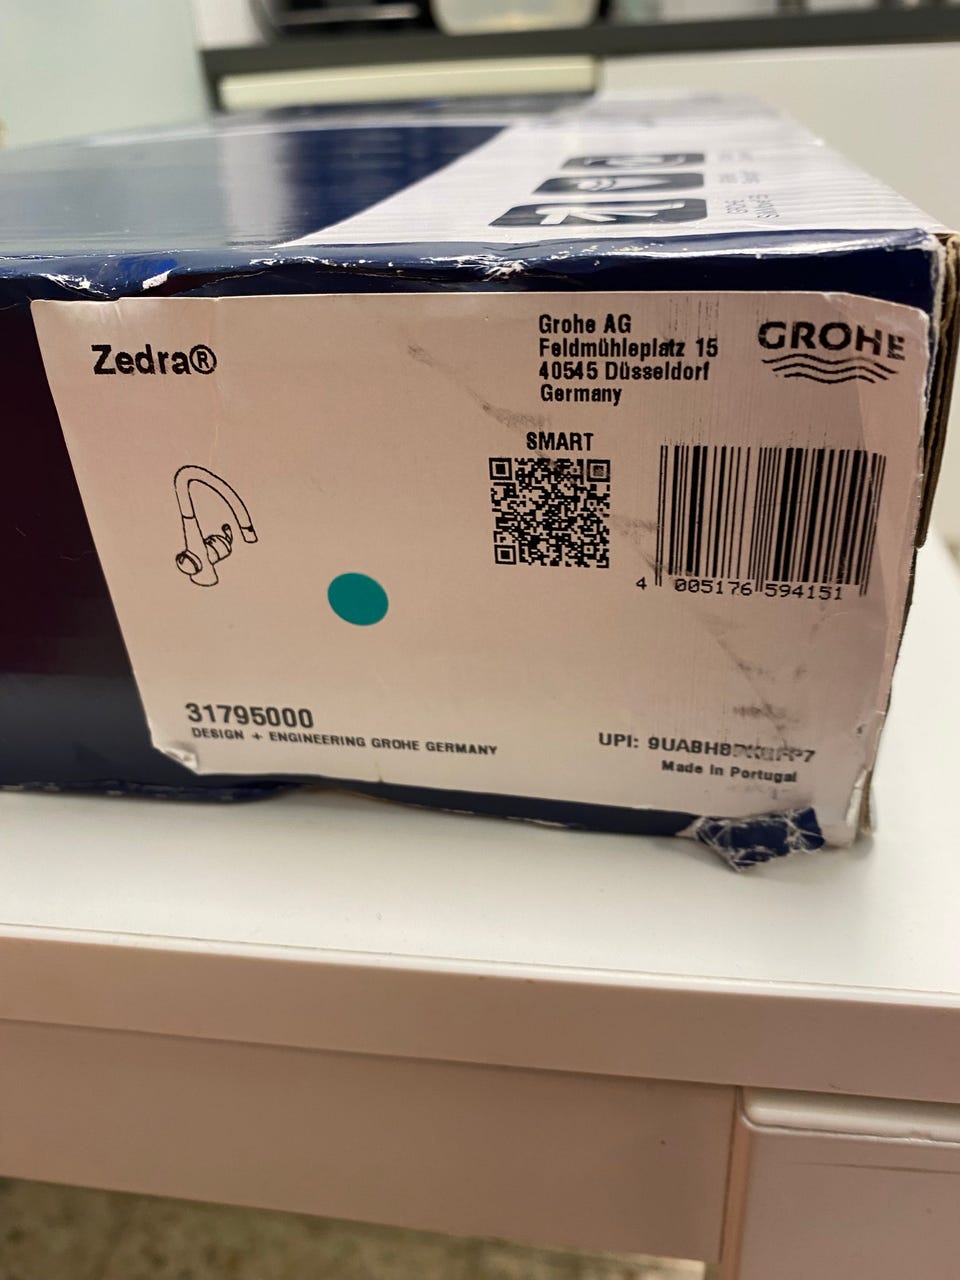 Zedra®
Grohe AG
Feldmühleplatz 15
40545 Düsseldorf
Germany
GROHE
SMART
4 005176 594151
31795000
DESIGN + ENGINEERING GROHE GERMANY
UPI:
Made in Portugal